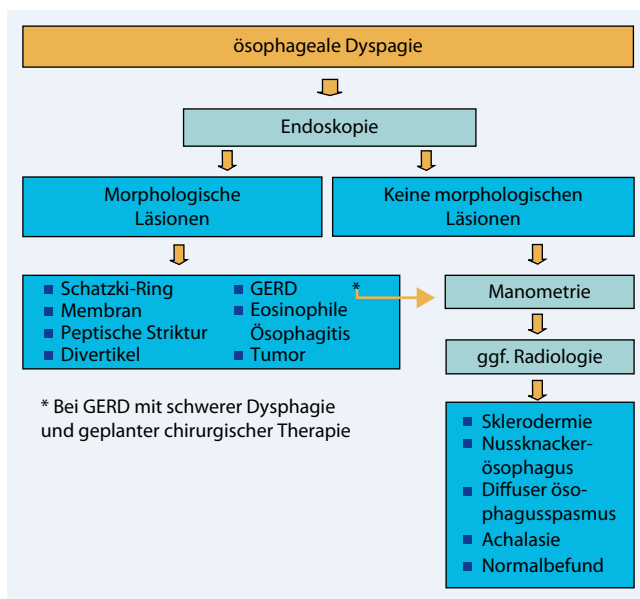 ösophageale Dyspagie
Endoskopie
Morphologische
Läsionen
Keine morphologischen
Läsionen
■ Schatzki-Ring
■ Membran
■ Peptische Striktur
■ Divertikel
■ GERD *
■ Eosinophile
Ösophagitis
■ Tumor
Manometrie
ggf. Radiologie
* Bei GERD mit schwerer Dysphagie
und geplanter chirurgischer Therapie
■ Sklerodermie
■ Nussknacker-
ösophagus
■ Diffuser öso-
phagusspasmus
■ Achalasie
■ Normalbefund